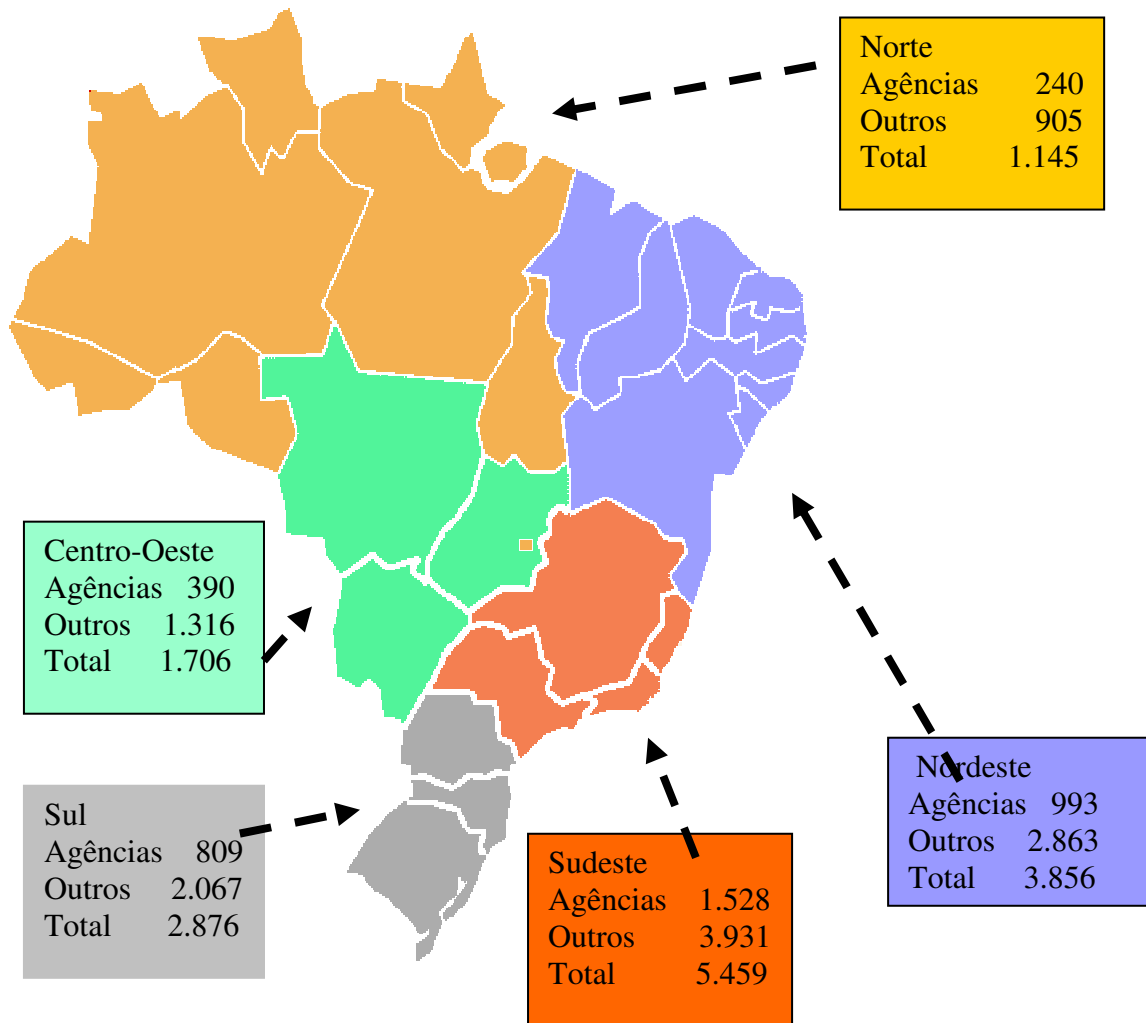 Norte
Agências 240
Outros 905
Total 1.145
Centro-Oeste
Agências 390
Outros 1.316
Total 1.706
Nordeste
Agências 993
Outros 2.863
Total 3.856
Sul
Agências 809
Outros 2.067
Total 2.876
Sudeste
Agências 1.528
Outros 3.931
Total 5.459